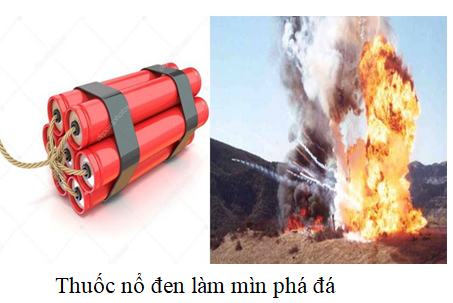 Thuốc nổ đen làm mìn phá đá